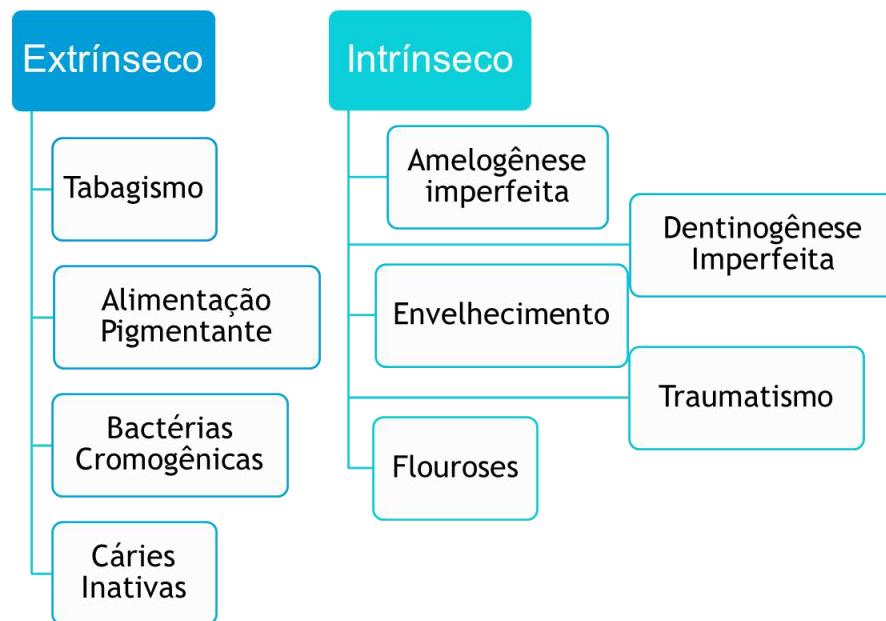 Extrínseco
Tabagismo
Alimentação
Pigmentante
Bactérias
Cromogênicas
Cáries
Inativas
Intrínseco
Amelogênese
imperfeita
Dentinogênese
Imperfeita
Envelhecimento
Traumatismo
Flouroses